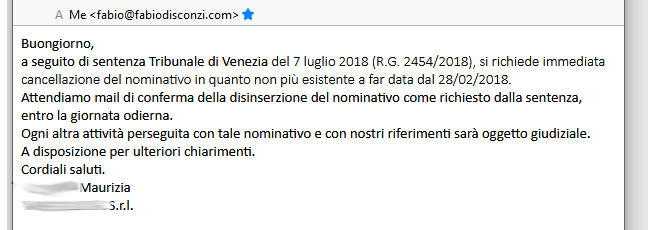 A Me <fabio@fabiodisconzi.com>
Buongiorno,
a seguito di sentenza Tribunale di Venezia del 7 luglio 2018 (R.G. 2454/2018), si richiede immediata
cancellazione del nominativo in quanto non più esistente a far data dal 28/02/2018.
Attendiamo mail di conferma della disinserzione del nominativo come richiesto dalla sentenza,
entro la giornata odierna.
Ogni altra attività perseguita con tale nominativo e con nostri riferimenti sarà oggetto giudiziale.
A disposizione per ulteriori chiarimenti.
Cordiali saluti.
Maurizia
S.r.l.